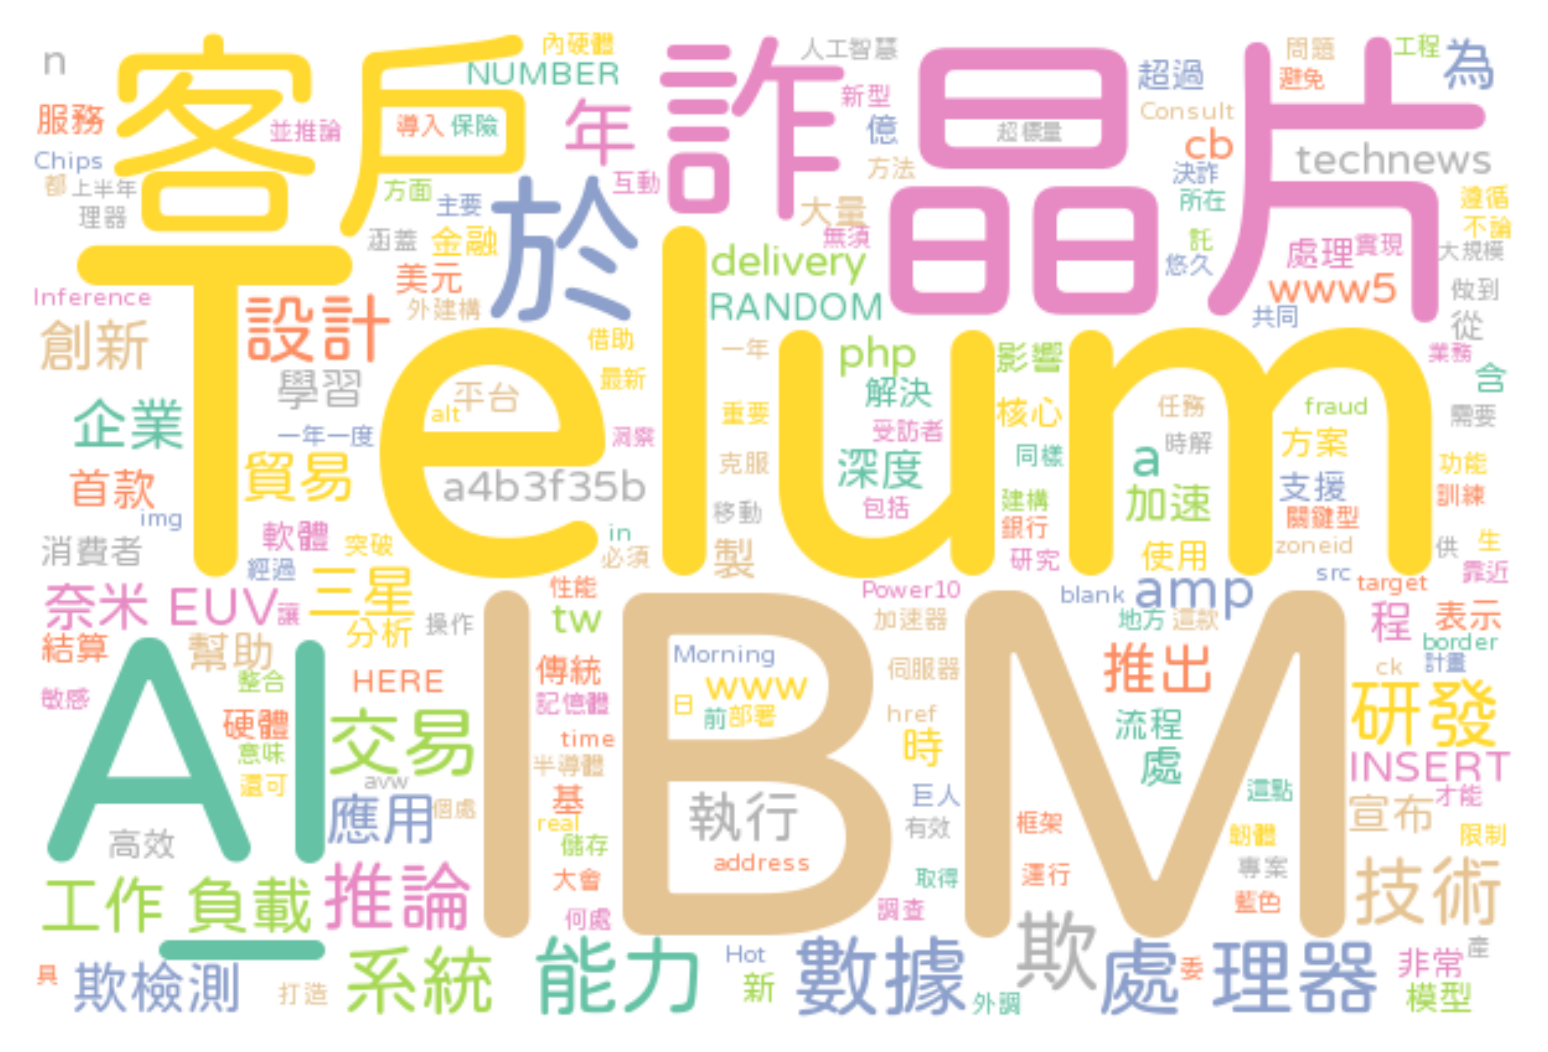 n
客戶
內硬體
NUMBER
詐
人工智慧
晶片
超過
問題
工程
為
避免
服務
並推論
導入
保險
年
新型
億
超標量
Consult
cb
technews
Chips
都
上半年
理器
方面
主要
互動
方法
決詐
所在
遵循
不論
涵蓋
金融
於
大量
無須
託
處理
實現
大規模
悠久
Inference
美元
外建構
delivery
RANDOM
www5
做到
共同
從
創新
設計
Telum
借助
一年
php
影響
業務
學習
平台
alt
最新
解決
核心
任務
fraud
含
需要
企業
一年一度
洞察
重要
受訪者
同樣
a
時解
方案
首款
貿易
a4b3f35b
克服
深度
支援
功能
訓練
img
移動
包括
建構
銀行
加速
關鍵型
消費者
軟體
突破
in
必須
製
研究
使用
zoneid
供
生
靠近
經過
奈米
EUV
讓
三星
性能
Power10
blank
amp
src
target
結算
幫助
分析
操作
tw
加速器
地方
這款
程
表示
border
AI
IBM
整合
HERE
傳統
Morning
伺服器
推出
ck
計畫
敏感
硬體
記憶體
www
日
前
部署
href
研發
意味
交易
time
時
流程
還可
avw
半導體
處
INSERT
應用
個處
基
執行
巨人
這點
才能
高效
real
儲存
有效
框架
韌體
宣布
限制
工作
負載
推論
大會
address
取得
運行
專案
技術
何處
調查
藍色
欺
具
欺檢測
打造
系統
能力
Hot
新
數據
外調
處
委
理器
非常
產
模型